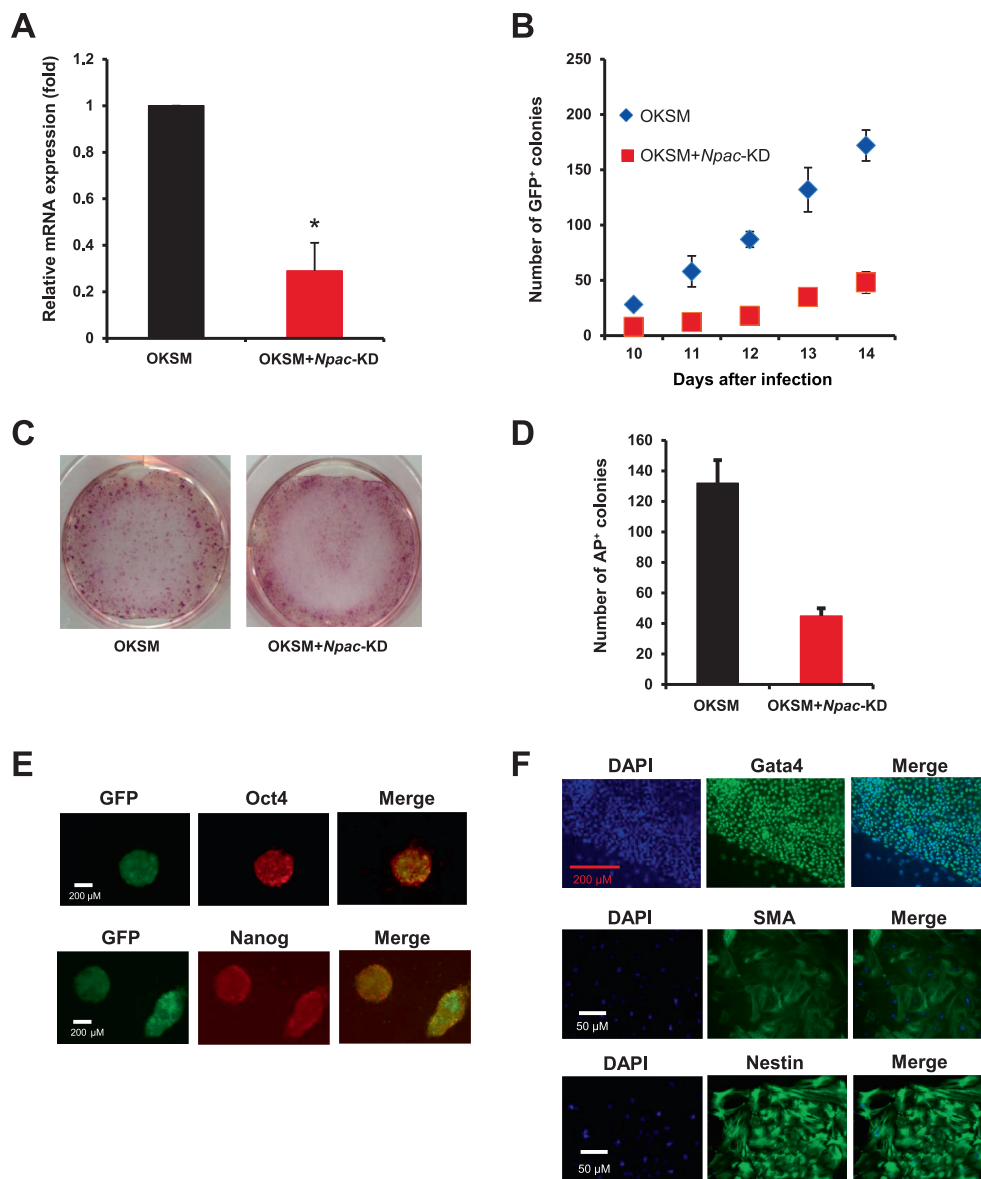 A
Relative mRNA expression (fold)
1.2
1
0.8
0.6
0.4
0.2
0
*
OKSM
OKSM+Npac-KD
B
Number of GFP+ colonies
250
200
150
100
50
0
OKSM
OKSM+Npac-KD
10 11 12 13 14
Days after infection
C
OKSM
OKSM+Npac-KD
D
Number of AP+ colonies
160
140
120
100
80
60
40
20
0
OKSM
OKSM+Npac-KD
E
GFP Oct4 Merge
200 µM
GFP Nanog Merge
200 µM
F
DAPI Gata4 Merge
200 µM
DAPI SMA Merge
50 µM
DAPI Nestin Merge
50 µM